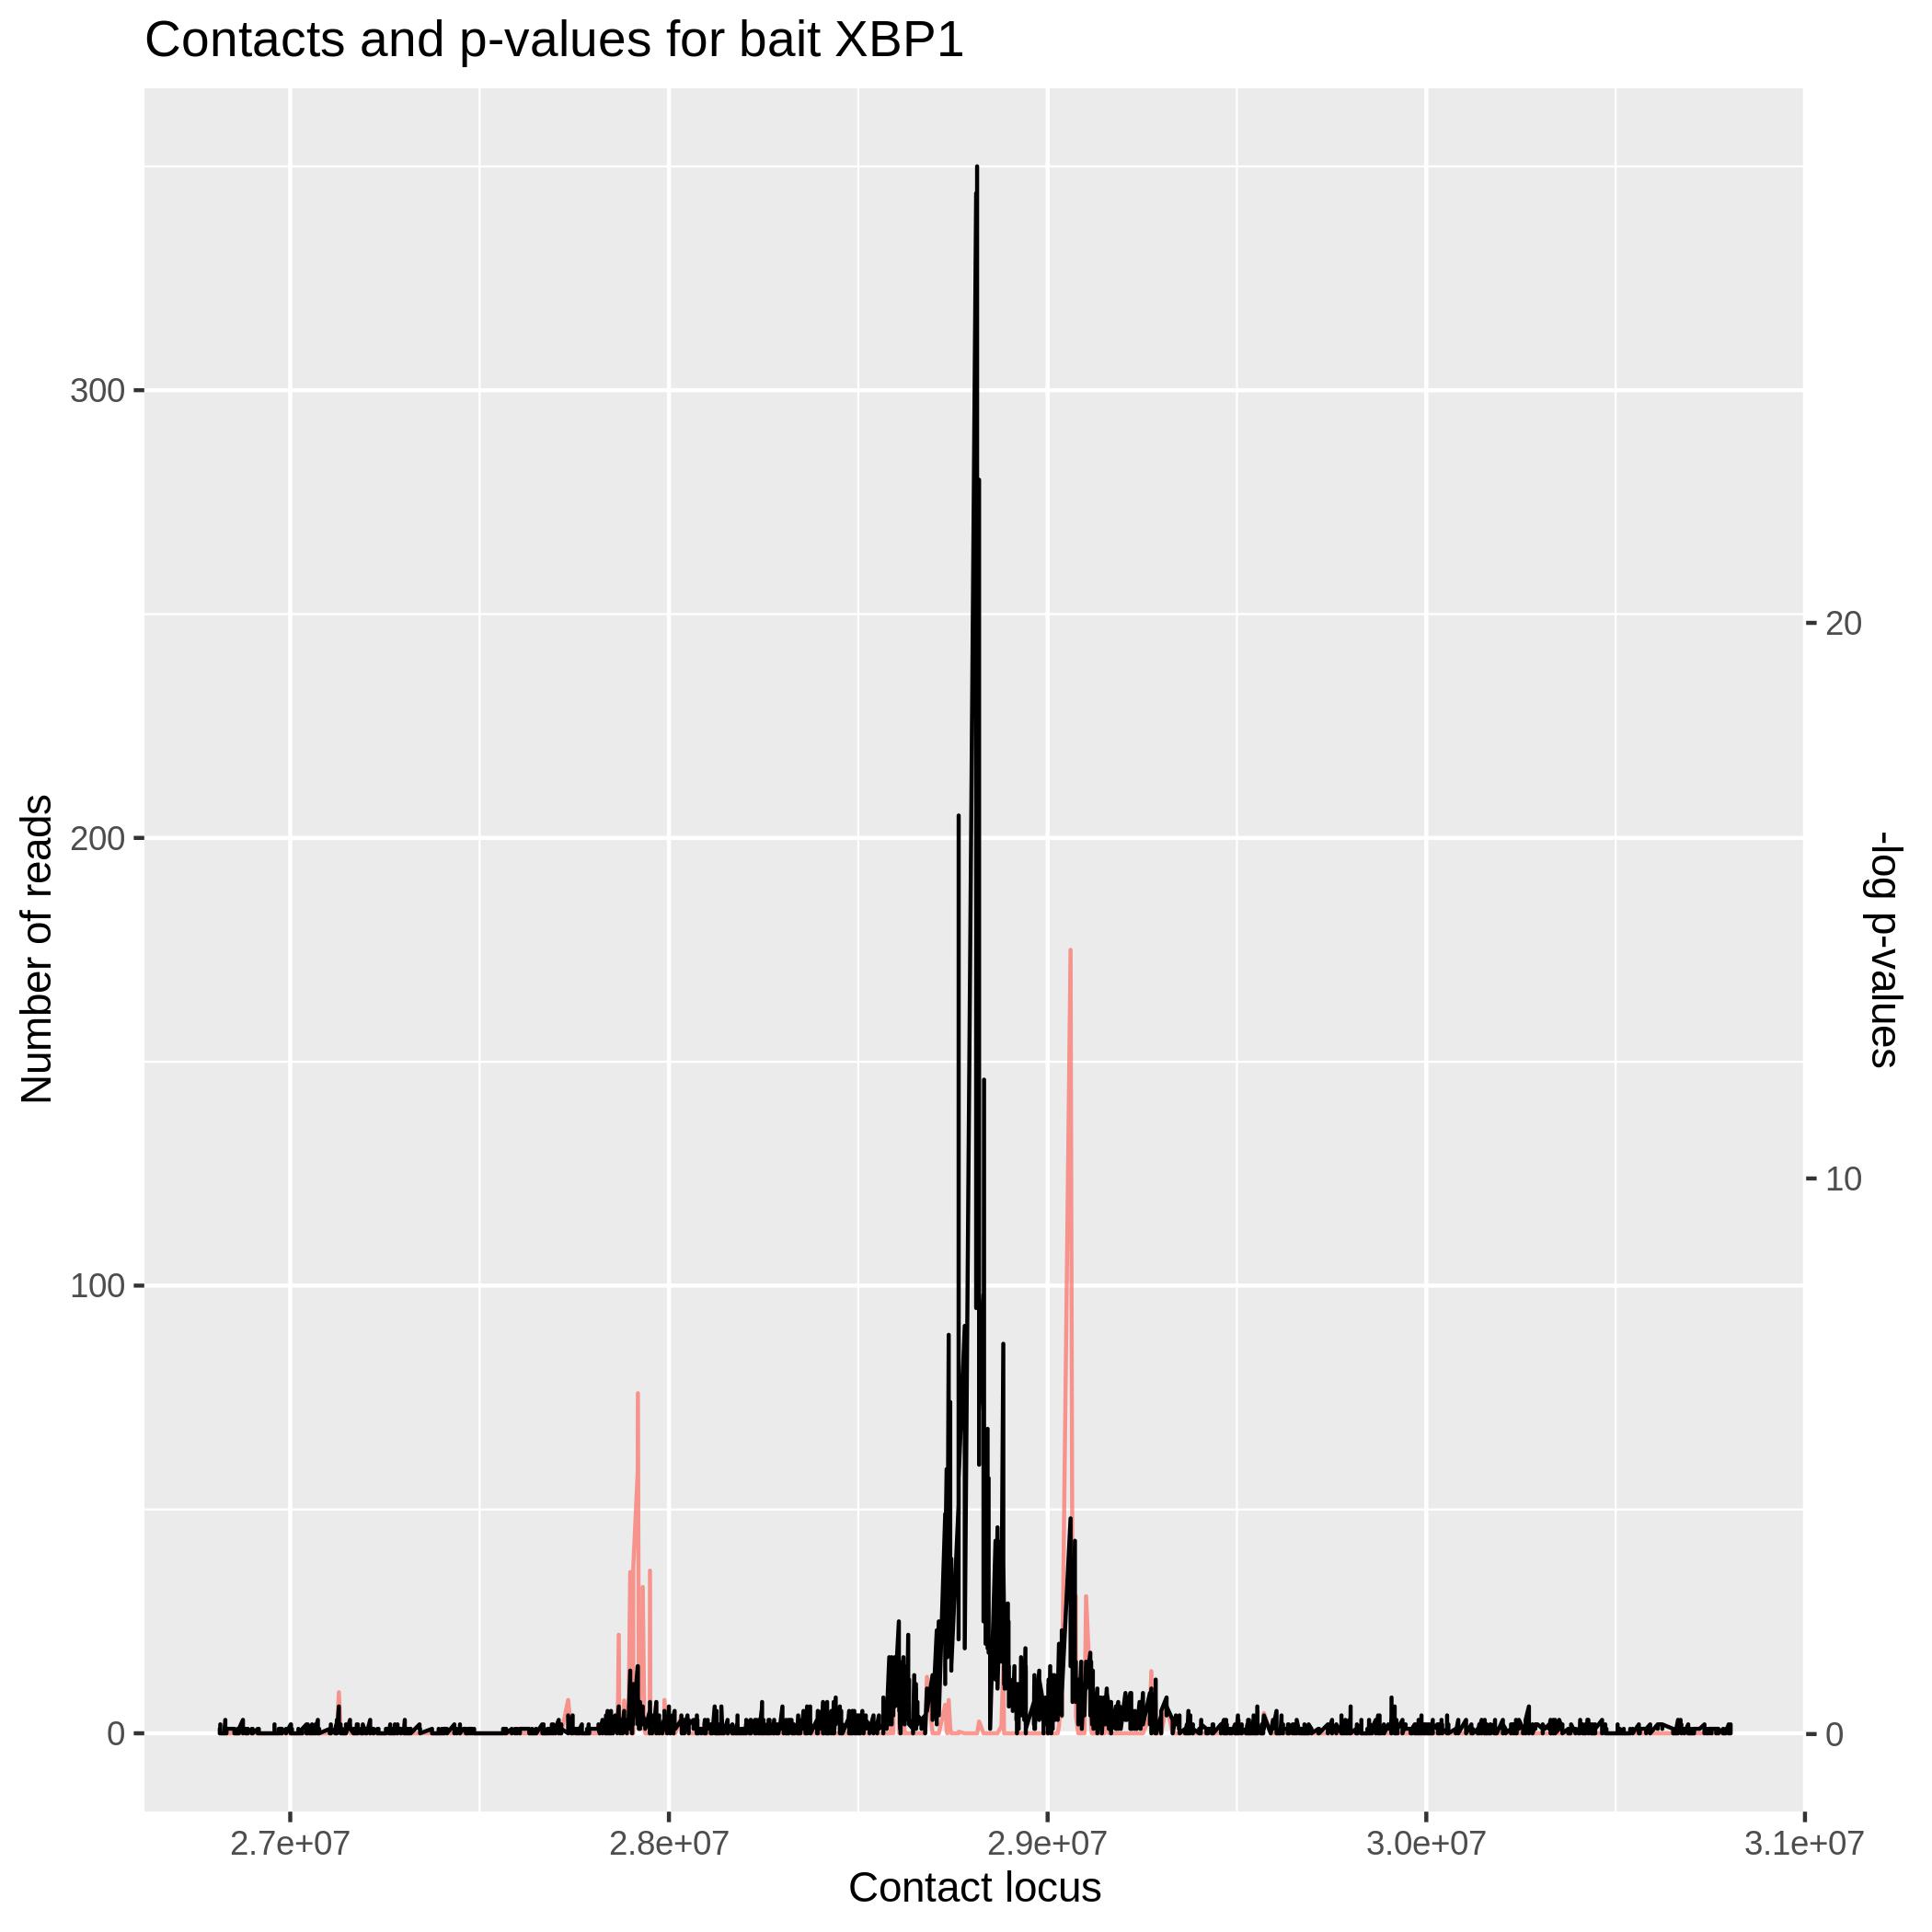 Contacts and p-values for bait XBP1
300
200
100
0
20
10
0
Number of reads
-log p-values
2.7e+07
2.8e+07
2.9e+07
3.0e+07
3.1e+07
Contact locus